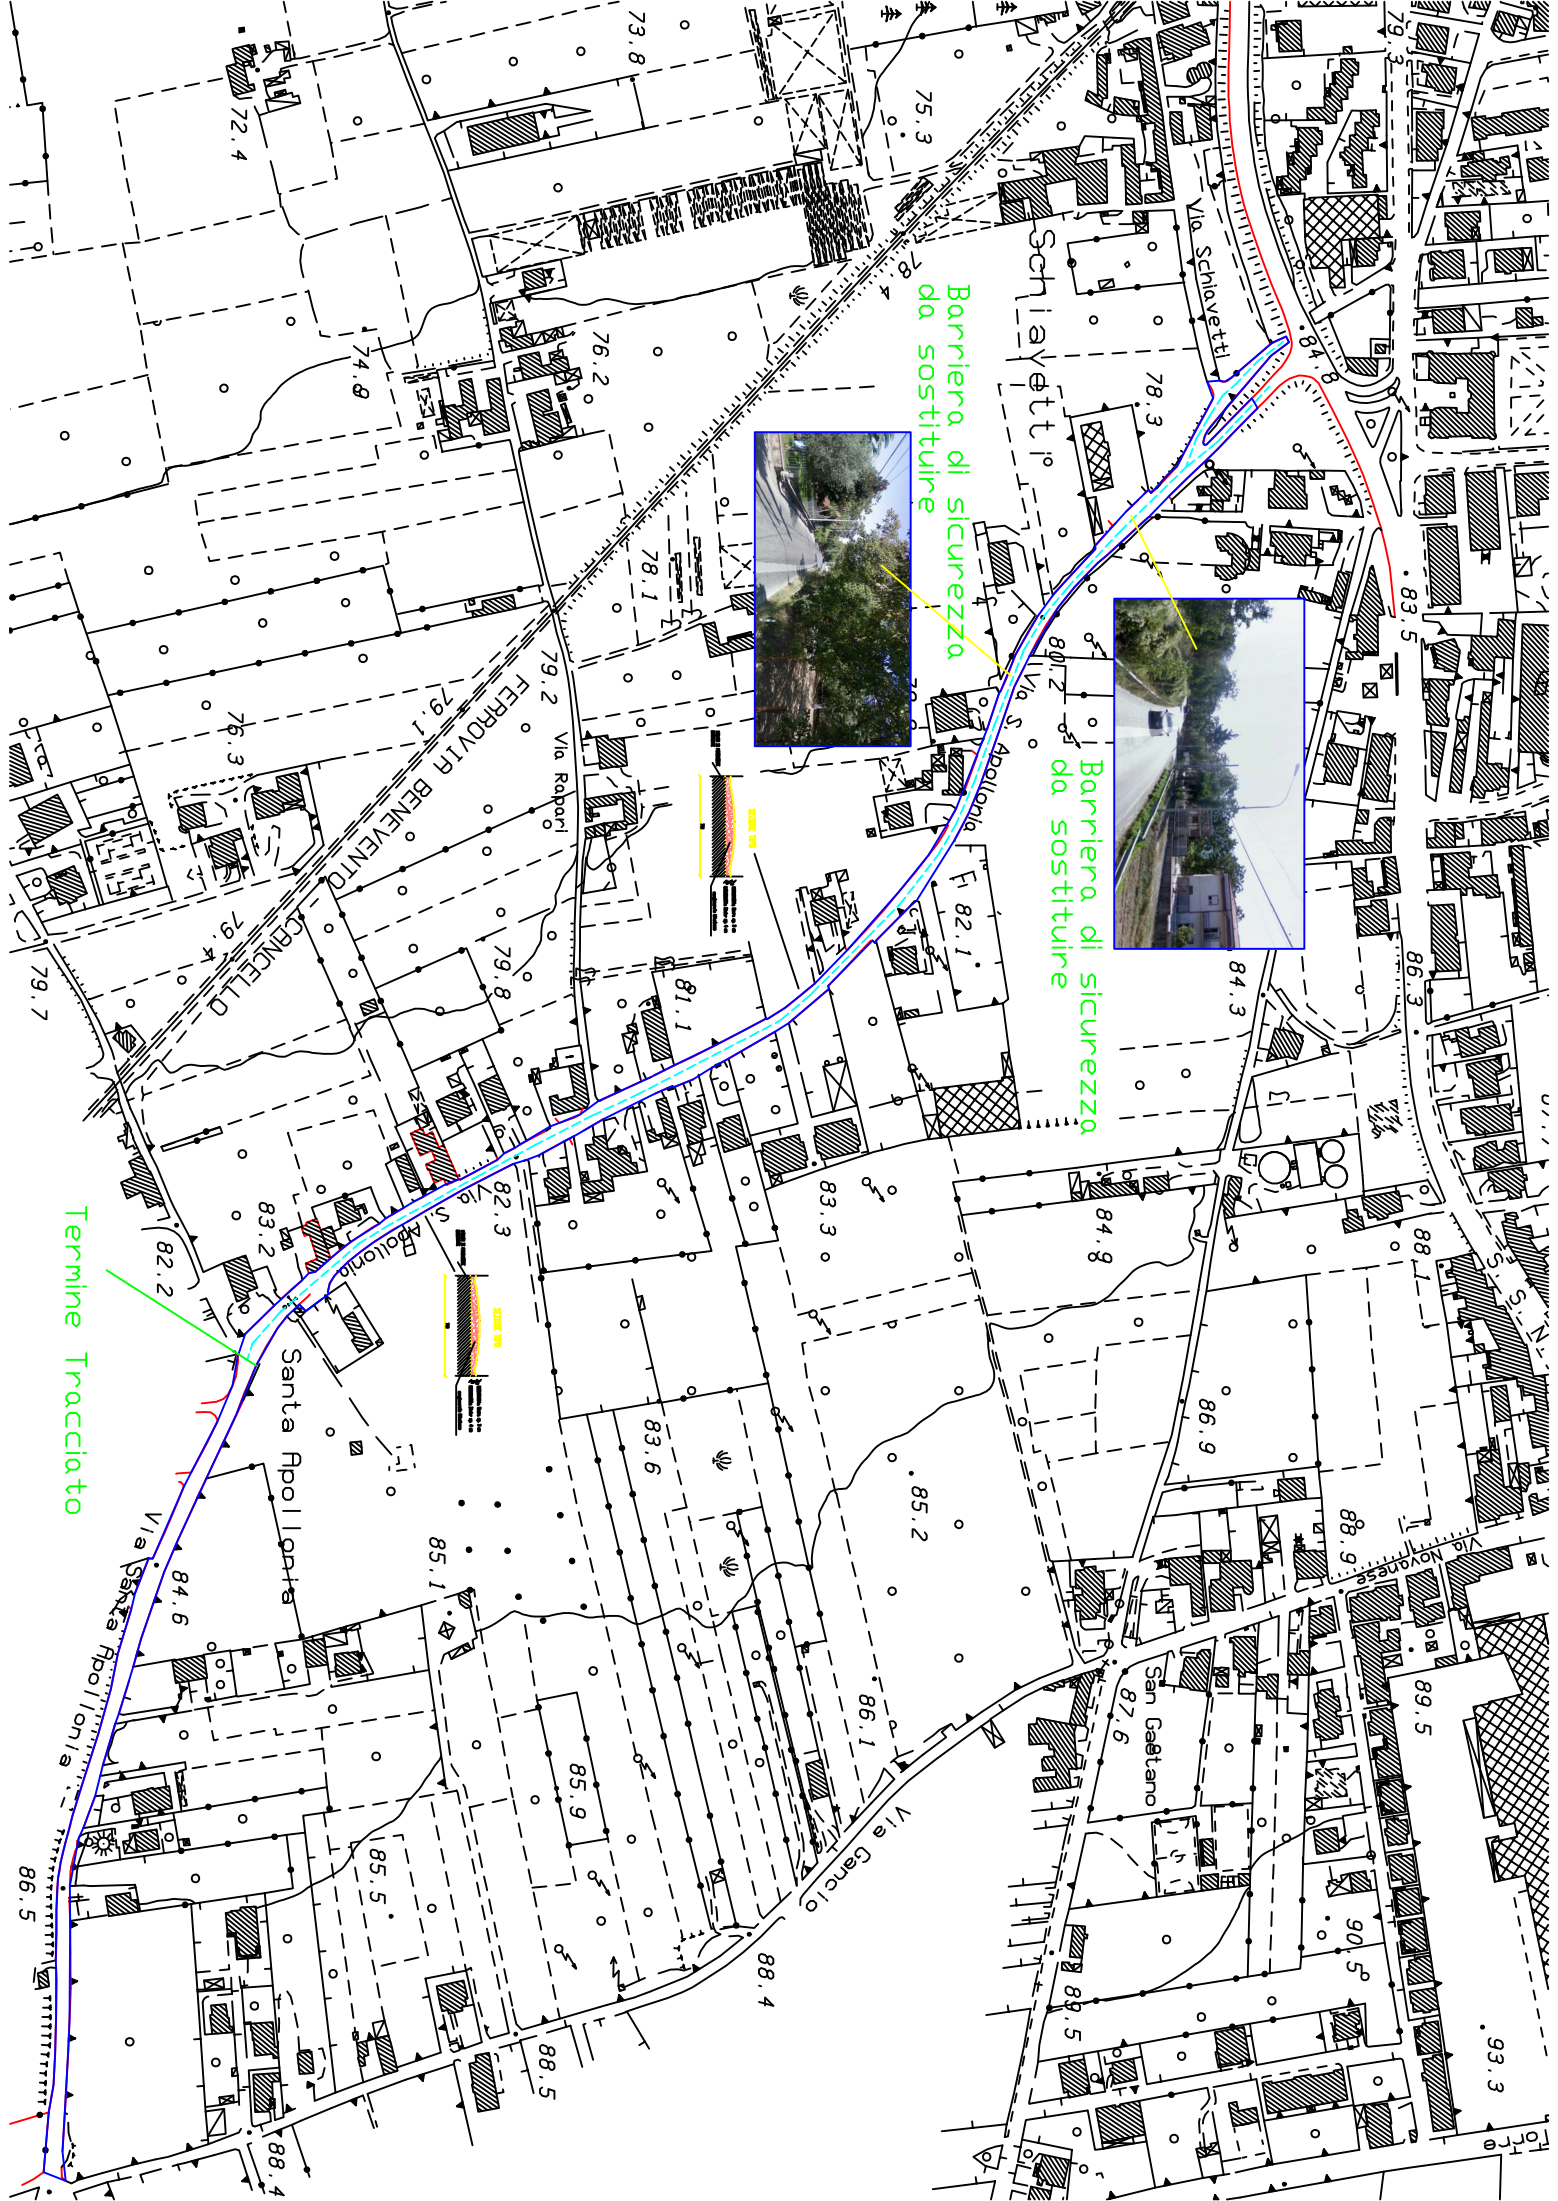 79.3
73.8
75.3
72.4
Schiavetti
Via Schiavetti
78.4
84.8
78.3
76.2
74.8
Barriera di sicurezza
da sostituire
78.1
83.5
80.2
Via S. Apollonia
79.2
Via Rapari
FERROVIA BENEVENTO CANCELLO
79.1
76.3
Barriera di sicurezza
da sostituire
82.1
86.3
84.3
79.4
79.8
81.1
79.7
82.3
Via S. Apollonia
83.3
84.9
88.1
S. S. N.
83.2
82.2
Termine Tracciato
Santa Apollonia
86.9
83.6
85.2
88.9
Via Novanese
85.1
84.6
Via Santa Apollonia
86.1
87.6
San Gaetano
89.5
85.9
Via Cancello
85.5
86.5
88.4
90.5
89.5
88.5
93.3
88.4